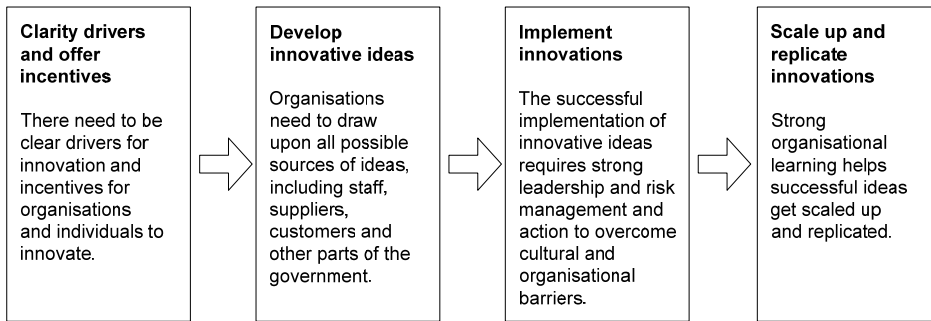 Clarity drivers
and offer
incentives
There need to be
clear drivers for
innovation and
incentives for
organisations
and individuals to
innovate.
Develop
innovative ideas
Organisations
need to draw
upon all possible
sources of ideas,
including staff,
suppliers,
customers and
other parts of the
government.
Implement
innovations
The successful
implementation of
innovative ideas
requires strong
leadership and risk
management and
action to overcome
cultural and
organisational
barriers.
Scale up and
replicate
innovations
Strong
organisational
learning helps
successful ideas
get scaled up
and replicated.